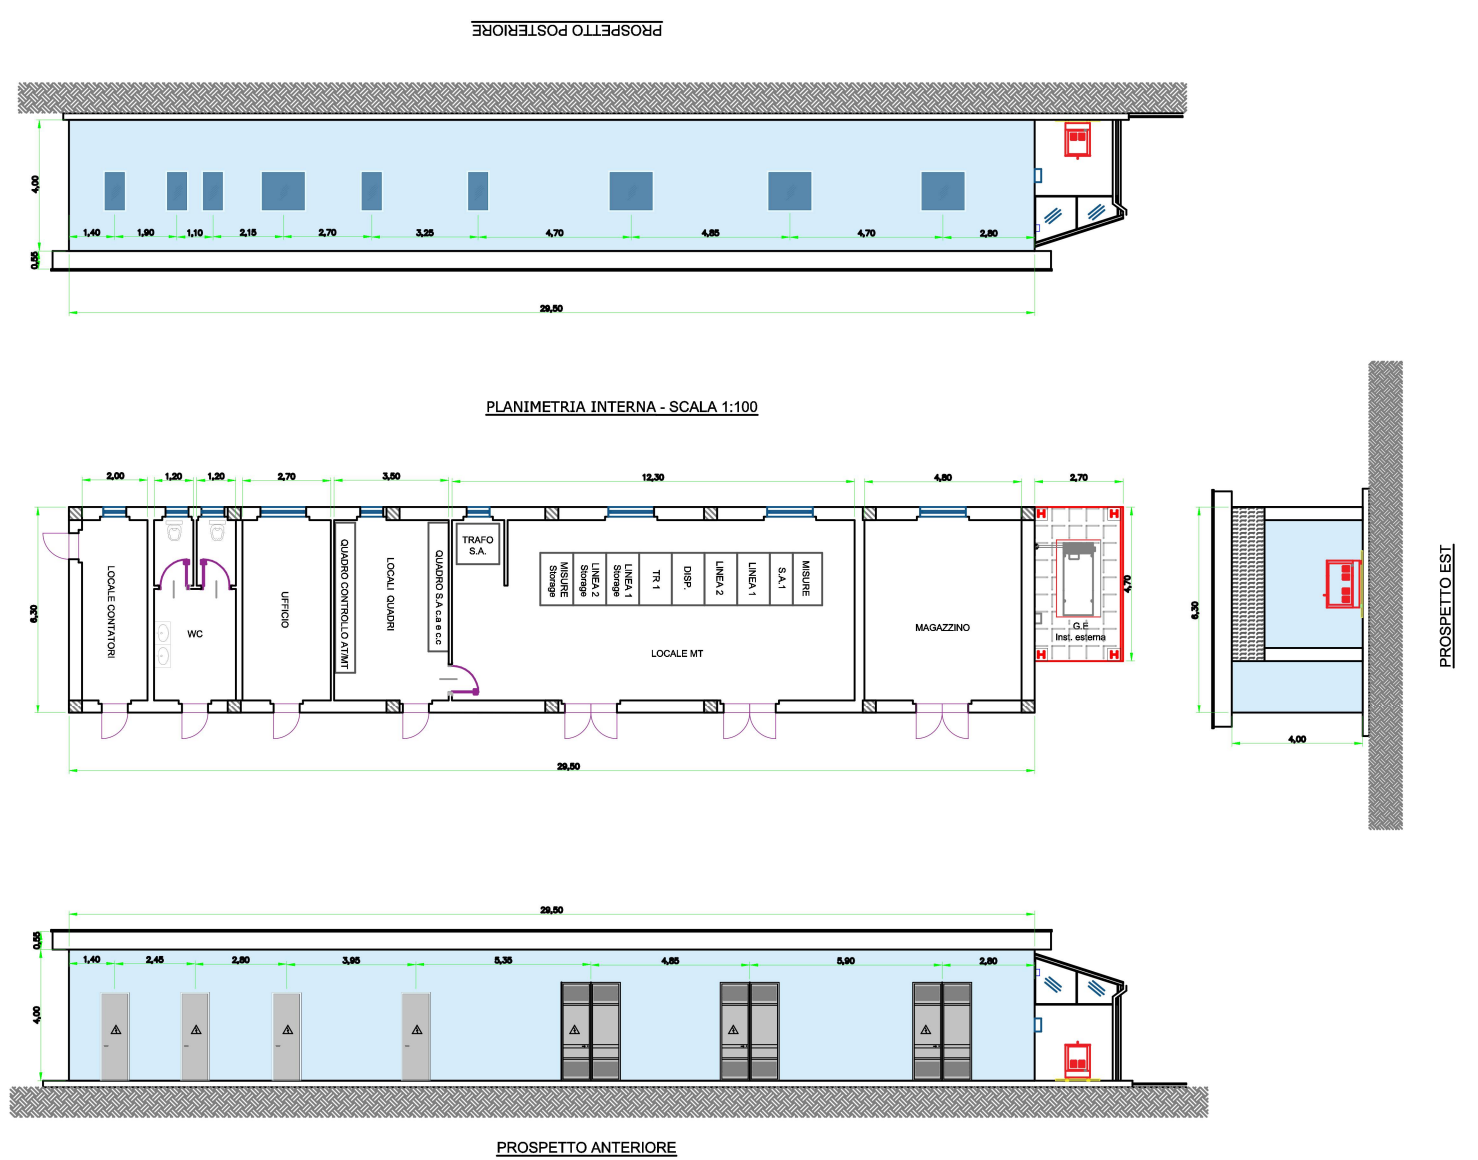 PROSPETTO POSTERIORE
4,00
0,55
1,40
1,90
1,10
2,15
2,70
3,25
4,70
4,85
4,70
2,80
29,50
PLANIMETRIA INTERNA - SCALA 1:100
2,00
1,20
1,20
2,70
3,50
12,30
4,80
2,70
6,30
LOCALE CONTATORI
WC
UFFICIO
QUADRO CONTROLLO AT/MT
LOCALI QUADRI
QUADRO S.A c.a e c.c
TRAFO
S.A.
MISURE
Storage
LINEA 2
Storage
LINEA 1
Storage
TR 1
DISP.
LINEA 2
LINEA 1
S.A.1
MISURE
LOCALE MT
MAGAZZINO
G.E
Inst. esterna
4,70
29,50
6,30
4,00
PROSPETTO EST
29,50
0,55
4,00
1,40
2,45
2,80
3,95
5,35
4,85
5,90
2,80
PROSPETTO ANTERIORE